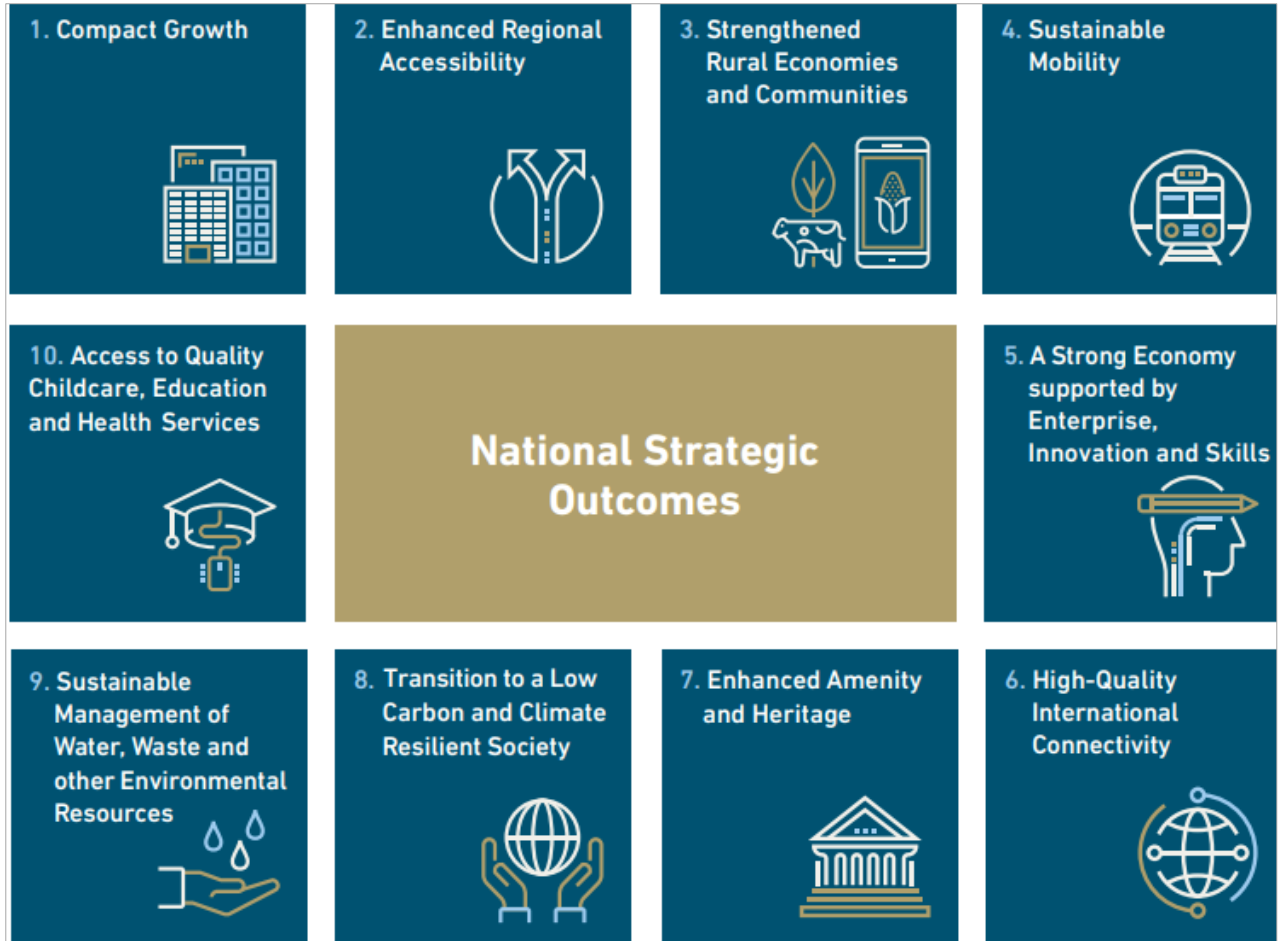 1. Compact Growth
2. Enhanced Regional
Accessibility
3. Strengthened
Rural Economies
and Communities
4. Sustainable
Mobility
10. Access to Quality
Childcare, Education
and Health Services
National Strategic
Outcomes
5. A Strong Economy
supported by
Enterprise,
Innovation and Skills
9. Sustainable
Management of
Water, Waste and
other Environmental
Resources
8. Transition to a Low
Carbon and Climate
Resilient Society
7. Enhanced Amenity
and Heritage
6. High-Quality
International
Connectivity